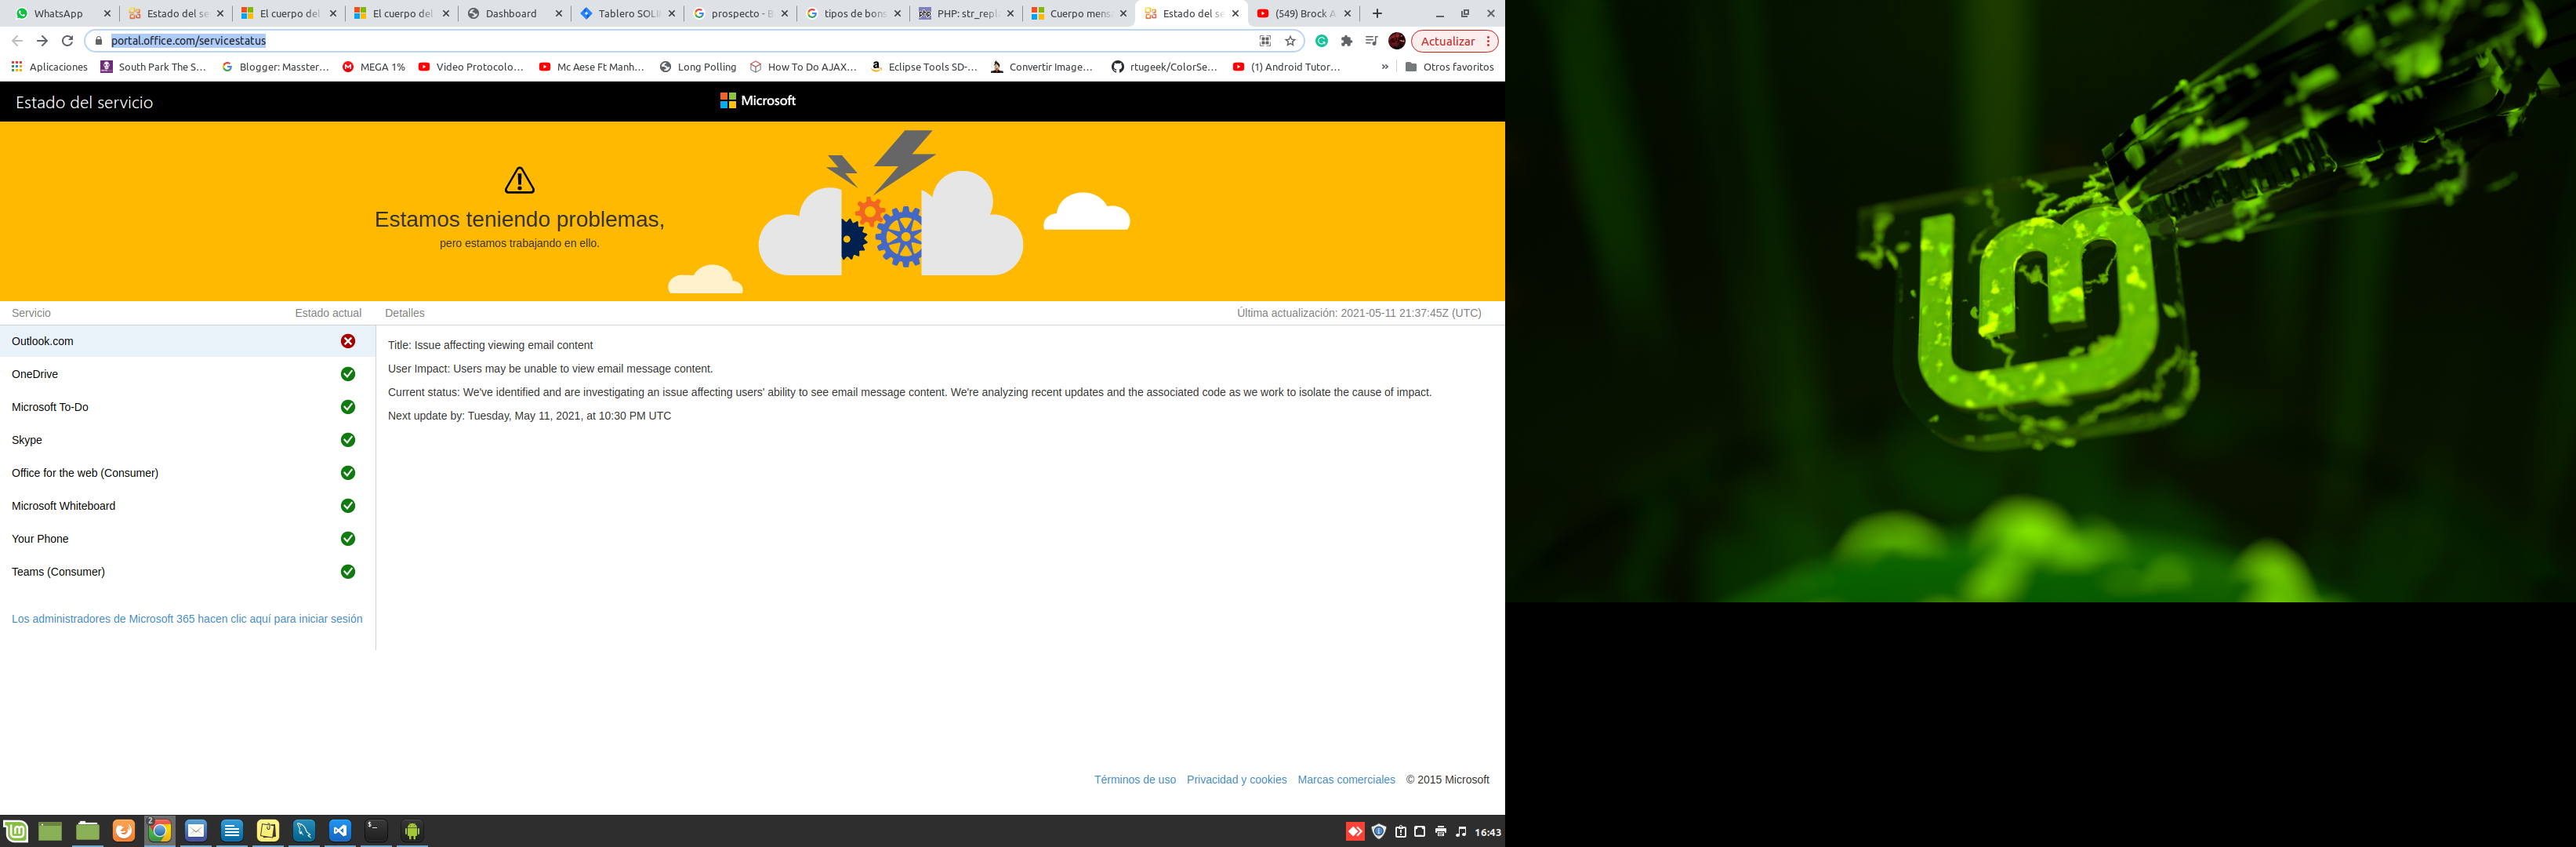 WhatsApp
Estado del se
El cuerpo del
El cuerpo del
Dashboard
Tablero SOLI
prospecto - B
tipos de bons
PHP: str_repl
Cuerpo mens
Estado del se
(549) Brock A
portal.office.com/servicestatus
Actualizar
Aplicaciones
South Park The S…
Blogger: Masster…
MEGA 1%
Video Protocolo…
Mc Aese Ft Manh…
Long Polling
How To Do AJAX…
Eclipse Tools SD-…
Convertir Image…
rtugeek/ColorSe…
(1) Android Tutor…
»
Otros favoritos
Estado del servicio
Microsoft
Estamos teniendo problemas,
pero estamos trabajando en ello.
Servicio
Estado actual
Detalles
Última actualización: 2021-05-11 21:37:45Z (UTC)
Outlook.com
OneDrive
Microsoft To-Do
Skype
Office for the web (Consumer)
Microsoft Whiteboard
Your Phone
Teams (Consumer)
Los administradores de Microsoft 365 hacen clic aquí para iniciar sesión
Title: Issue affecting viewing email content
User Impact: Users may be unable to view email message content.
Current status: We've identified and are investigating an issue affecting users' ability to see email message content. We're analyzing recent updates and the associated code as we work to isolate the cause of impact.
Next update by: Tuesday, May 11, 2021, at 10:30 PM UTC
Términos de uso
Privacidad y cookies
Marcas comerciales
© 2015 Microsoft
2
16:43